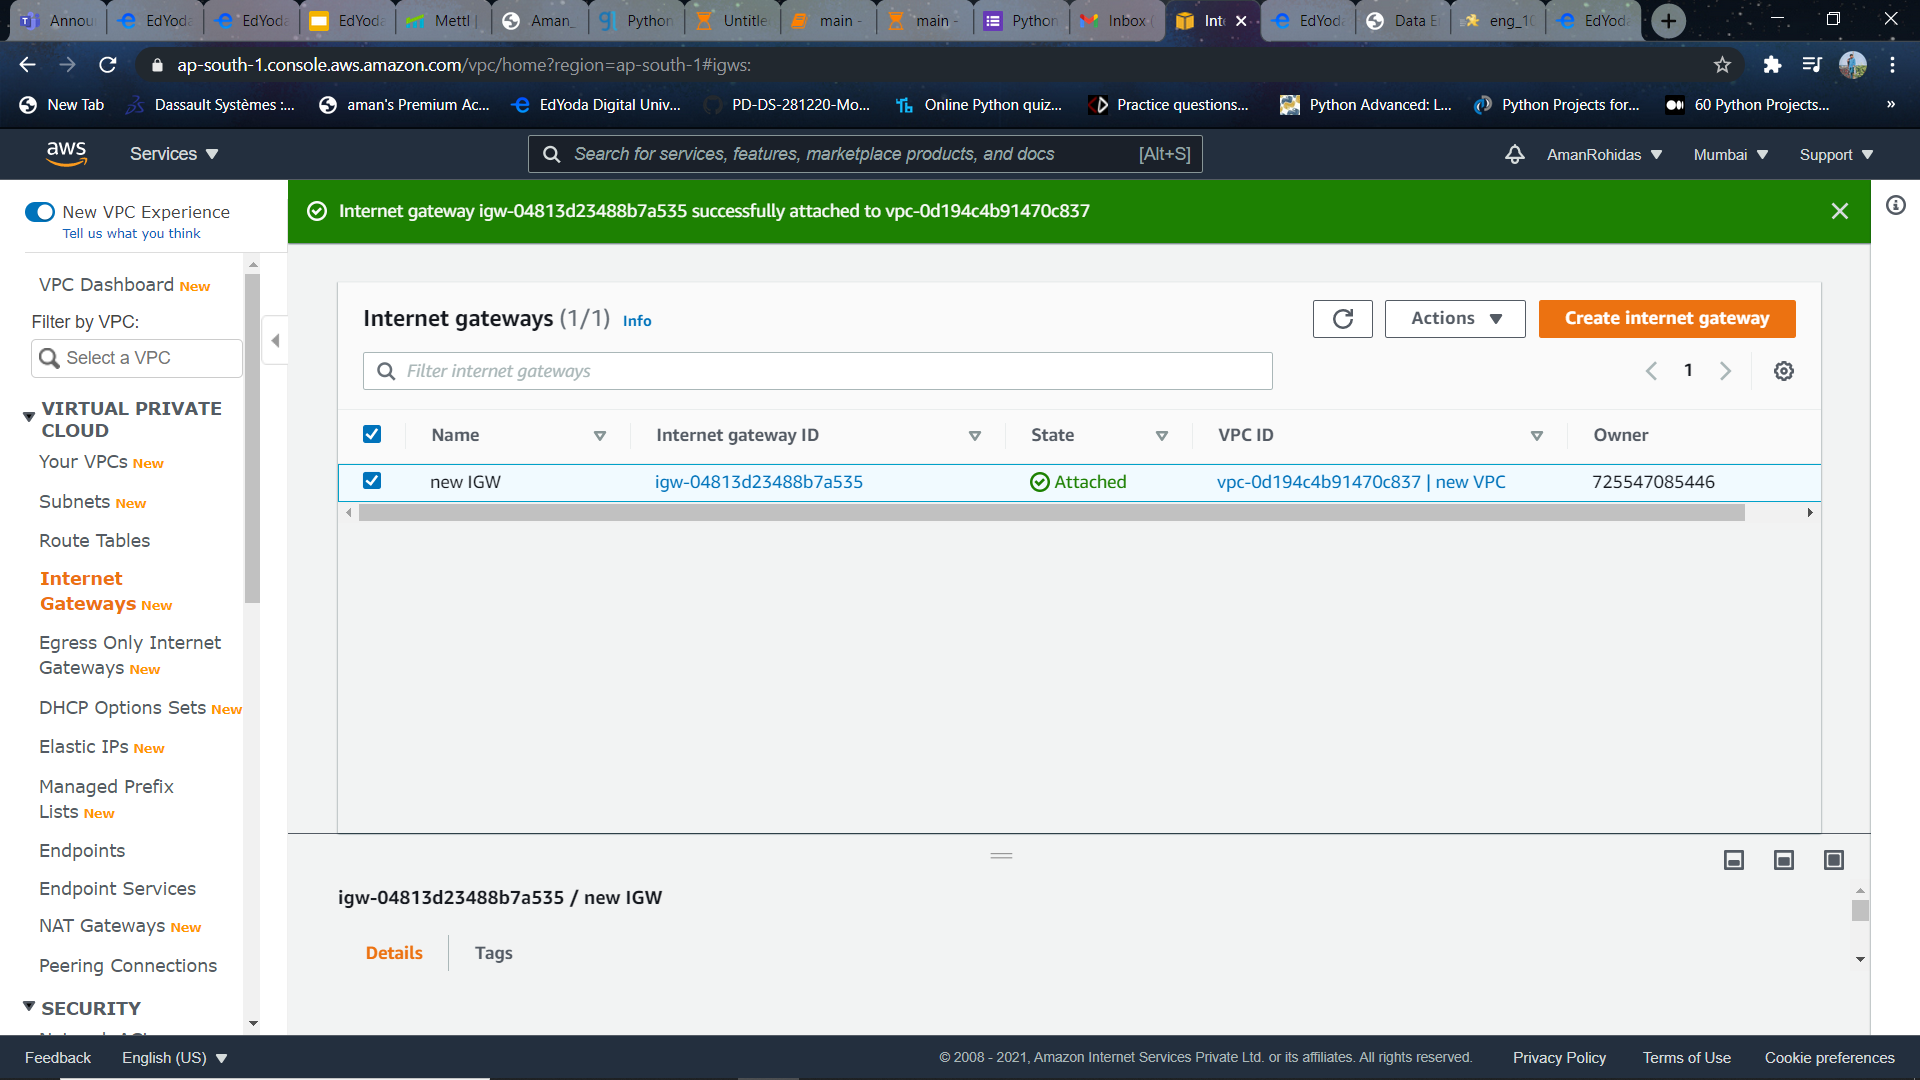 Announ
EdYoda
EdYoda
EdYoda
Mettl |
Aman_
Python
Untitle
main -
main -
Python
Inbox (
Int
EdYoda
Data E
eng_10
EdYoda
ap-south-1.console.aws.amazon.com/vpc/home?region=ap-south-1#igws:
New Tab
Dassault Systèmes :...
aman's Premium Ac...
EdYoda Digital Univ...
PD-DS-281220-Mo...
Online Python quiz...
Practice questions...
Python Advanced: L...
Python Projects for...
60 Python Projects...
»
aws
Services
Search for services, features, marketplace products, and docs
[Alt+S]
AmanRohidas
Mumbai
Support
New VPC Experience
Tell us what you think
VPC Dashboard New
Filter by VPC:
Select a VPC
VIRTUAL PRIVATE
CLOUD
Your VPCs New
Subnets New
Route Tables
Internet
Gateways New
Egress Only Internet
Gateways New
DHCP Options Sets New
Elastic IPs New
Managed Prefix
Lists New
Endpoints
Endpoint Services
NAT Gateways New
Peering Connections
SECURITY
Internet gateway igw-04813d23488b7a535 successfully attached to vpc-0d194c4b91470c837
Internet gateways (1/1) Info
Actions
Create internet gateway
Filter internet gateways
1
Name
Internet gateway ID
State
VPC ID
Owner
new IGW
igw-04813d23488b7a535
Attached
vpc-0d194c4b91470c837 | new VPC
725547085446
igw-04813d23488b7a535 / new IGW
Details
Tags
Feedback
English (US)
© 2008 - 2021, Amazon Internet Services Private Ltd. or its affiliates. All rights reserved.
Privacy Policy
Terms of Use
Cookie preferences